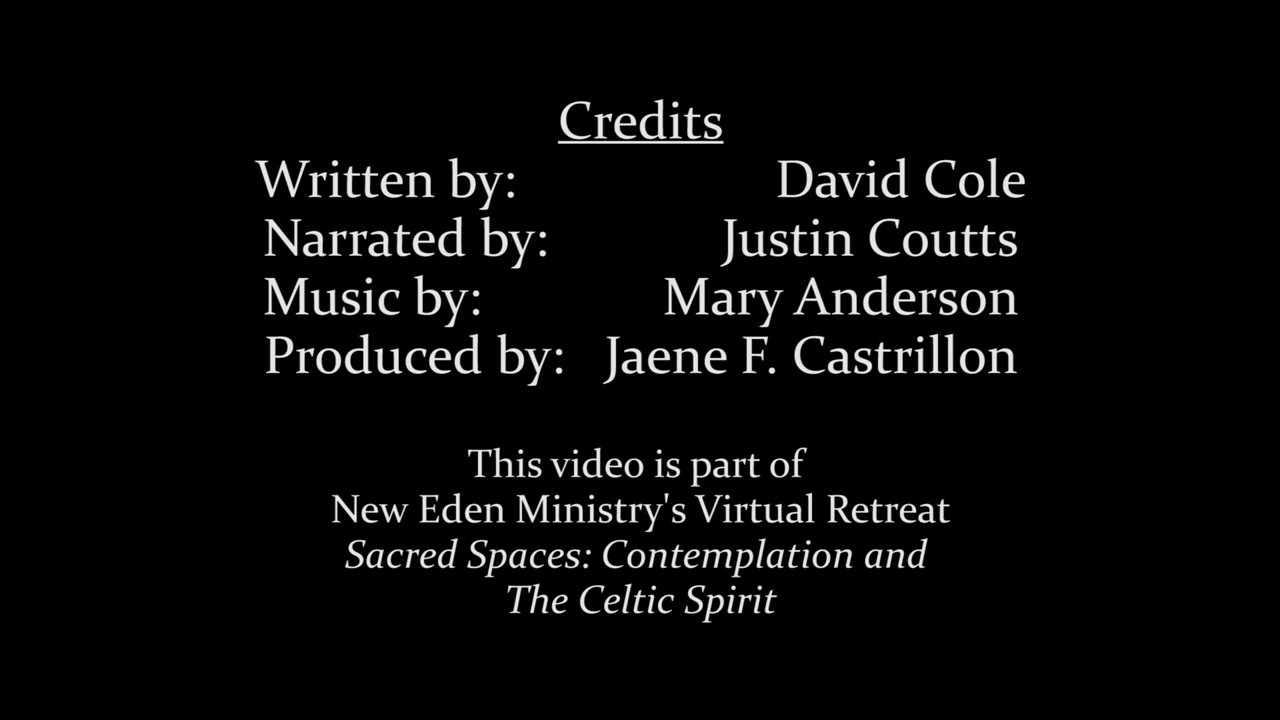 Credits
Written by: David Cole
Narrated by: Justin Coutts
Music by: Mary Anderson
Produced by: Jaene F. Castrillon
This video is part of
New Eden Ministry's Virtual Retreat
Sacred Spaces: Contemplation and
The Celtic Spirit